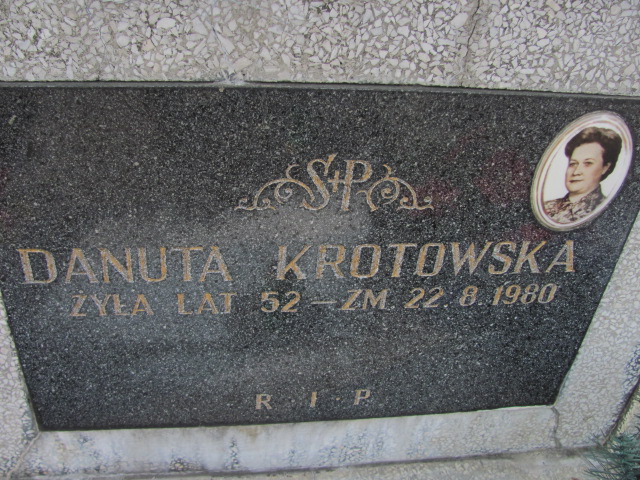 S+P
DANUTA KROTOWSKA
ŻYŁA LAT 52 – ZM. 22.8.1980
R·I·P